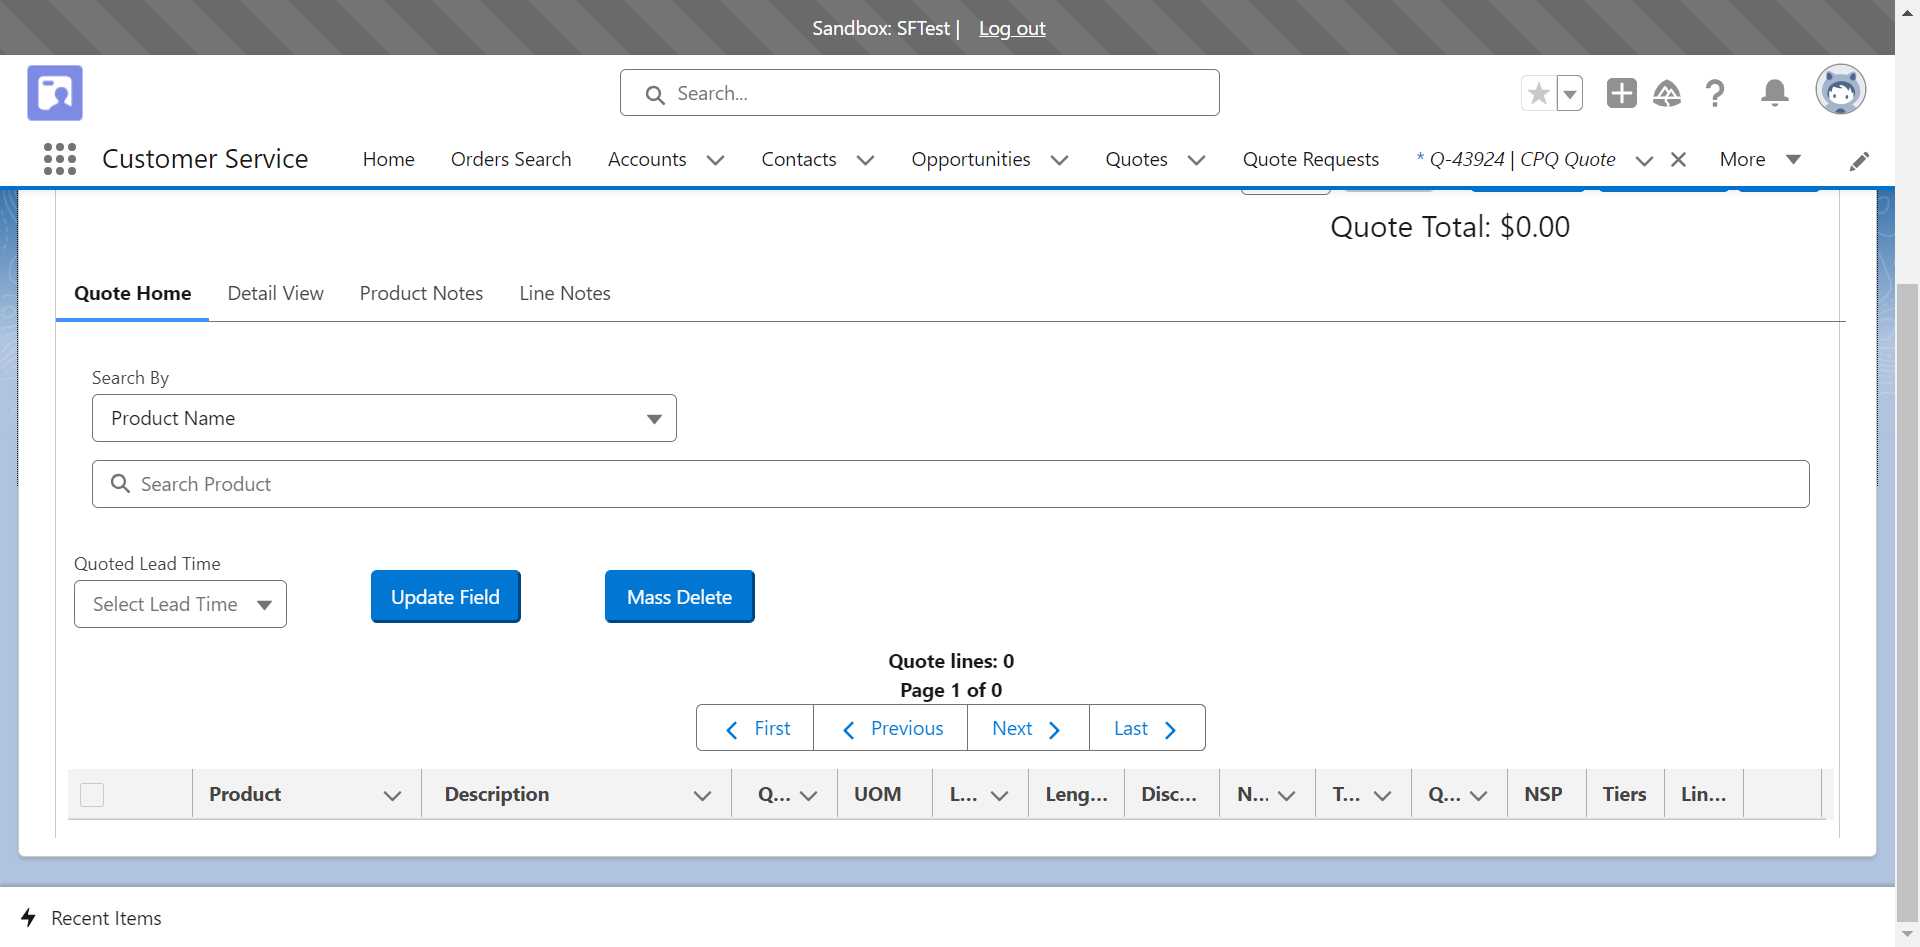 Sandbox: SFTest | Log out
Search...
Customer Service Home Orders Search Accounts Contacts Opportunities Quotes Quote Requests * Q-43924 | CPQ Quote More
Quote Total: $0.00
Quote Home Detail View Product Notes Line Notes
Search By
Product Name
Search Product
Quoted Lead Time
Select Lead Time Update Field Mass Delete
Quote lines: 0
Page 1 of 0
First Previous Next Last
Product Description Q... UOM L... Leng... Disc... N... T... Q... NSP Tiers Lin...
Recent Items